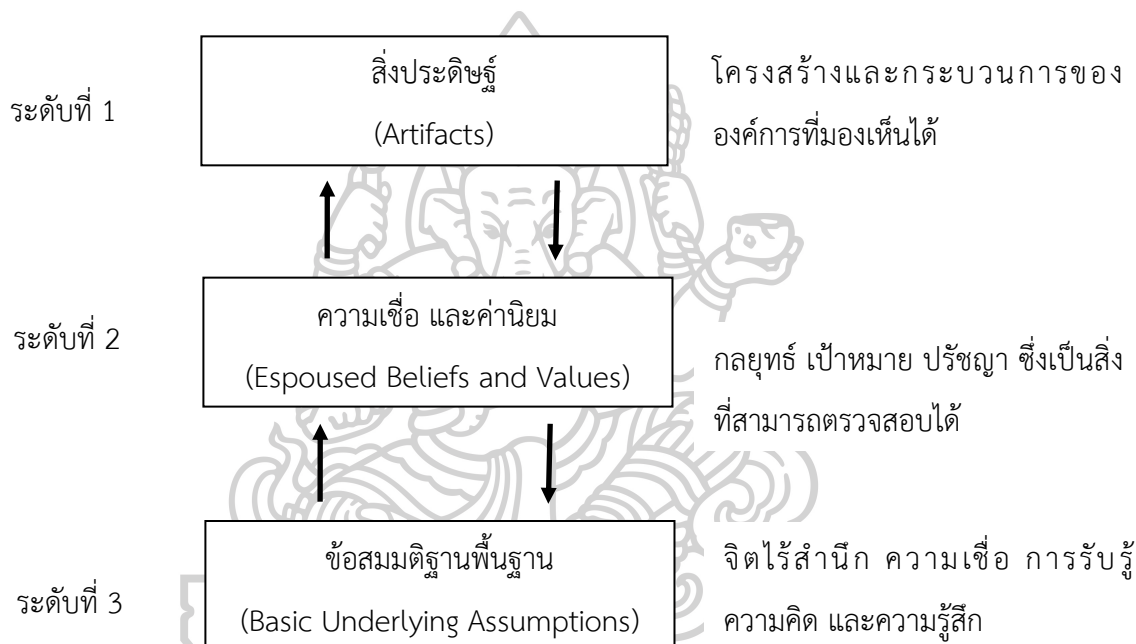 ระดับที่ 1
สิ่งประดิษฐ์
(Artifacts)
โครงสร้างและกระบวนการของ
องค์การที่มองเห็นได้
ระดับที่ 2
ความเชื่อ และค่านิยม
(Espoused Beliefs and Values)
กลยุทธ์ เป้าหมาย ปรัชญา ซึ่งเป็นสิ่ง
ที่สามารถตรวจสอบได้
ระดับที่ 3
ข้อสมมติฐานพื้นฐาน
(Basic Underlying Assumptions)
จิตไร้สำนึก ความเชื่อ การรับรู้
ความคิด และความรู้สึก